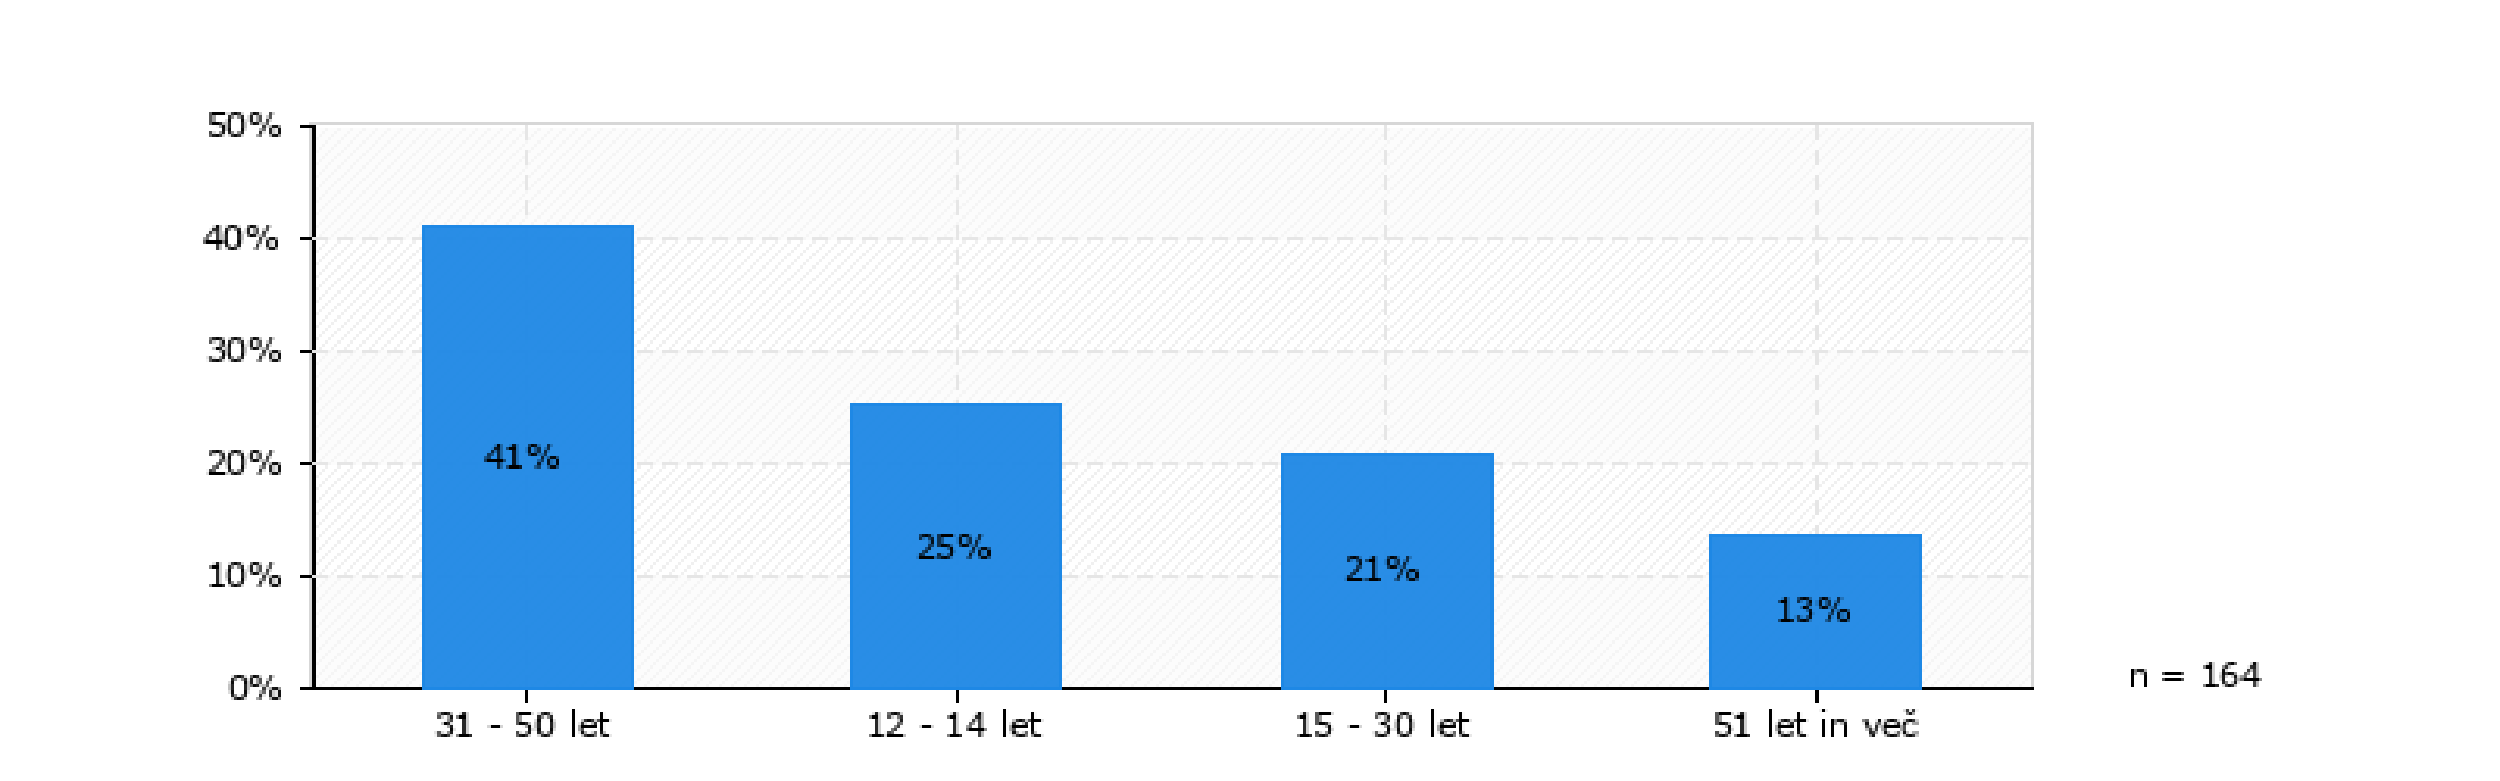 50%
40%
30%
20%
10%
0%
41%
25%
21%
13%
31 - 50 let
12 - 14 let
15 - 30 let
51 let in več
n = 164